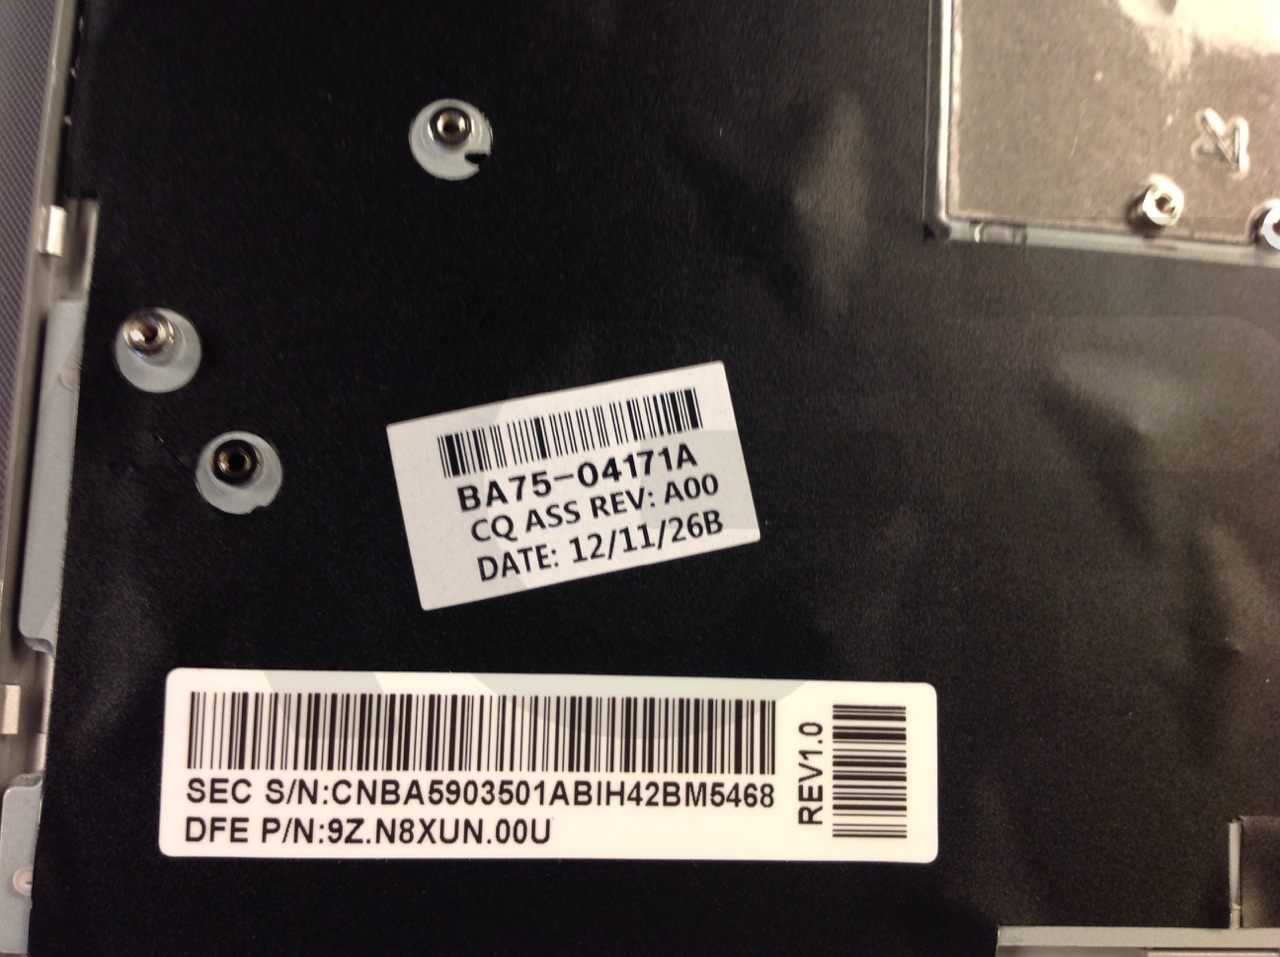 BA75-04171A
CQ ASS REV: A00
DATE: 12/11/26B
SEC S/N:CNBA5903501ABIH42BM5468
DFE P/N:9Z.N8XUN.00U
REV1.0